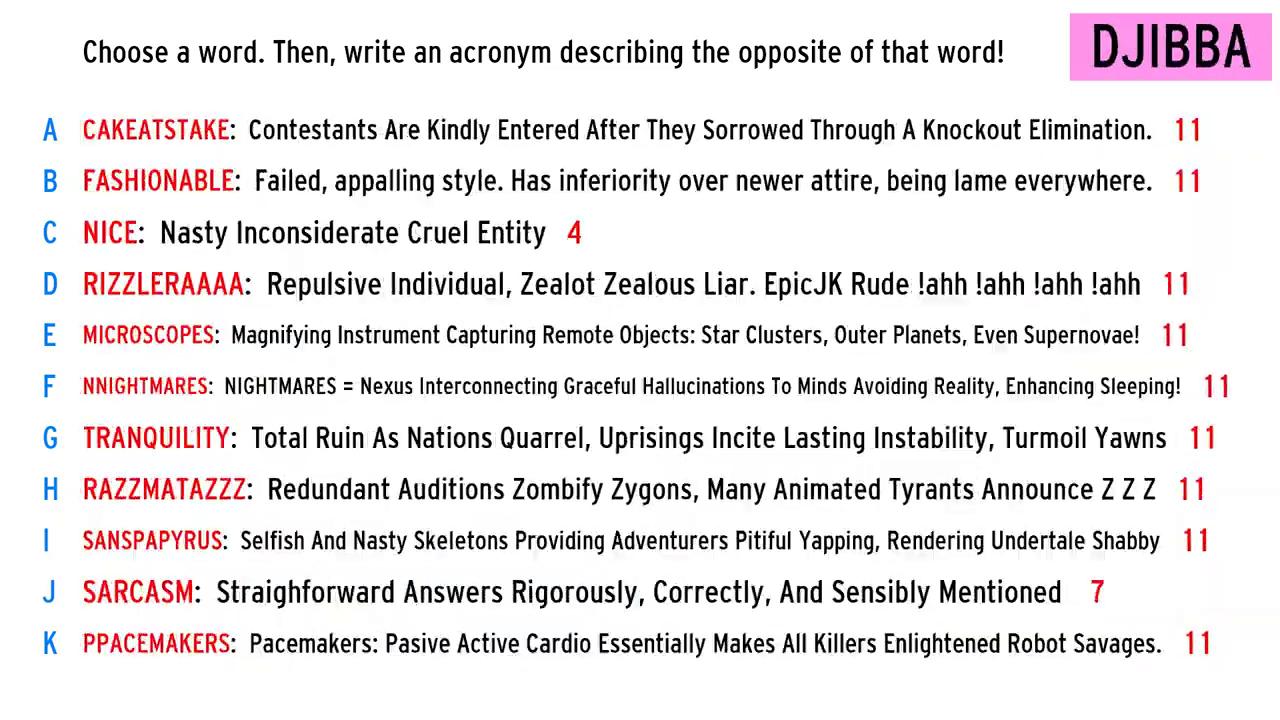 Choose a word. Then, write an acronym describing the opposite of that word!
DJIBBA
A CAKEATSTAKE: Contestants Are Kindly Entered After They Sorrowed Through A Knockout Elimination. 11
B FASHIONABLE: Failed, appalling style. Has inferiority over newer attire, being lame everywhere. 11
C NICE: Nasty Inconsiderate Cruel Entity 4
D RIZZLERAAAA: Repulsive Individual, Zealot Zealous Liar. EpicJK Rude !ahh !ahh !ahh !ahh 11
E MICROSCOPES: Magnifying Instrument Capturing Remote Objects: Star Clusters, Outer Planets, Even Supernovae! 11
F NNIGHTMARES: NIGHTMARES = Nexus Interconnecting Graceful Hallucinations To Minds Avoiding Reality, Enhancing Sleeping! 11
G TRANQUILITY: Total Ruin As Nations Quarrel, Uprisings Incite Lasting Instability, Turmoil Yawns 11
H RAZZMATAZZZ: Redundant Auditions Zombify Zygons, Many Animated Tyrants Announce Z Z Z 11
I SANSPAPYRUS: Selfish And Nasty Skeletons Providing Adventurers Pitiful Yapping, Rendering Undertale Shabby 11
J SARCASM: Straighforward Answers Rigorously, Correctly, And Sensibly Mentioned 7
K PPACEMAKERS: Pacemakers: Pasive Active Cardio Essentially Makes All Killers Enlightened Robot Savages. 11